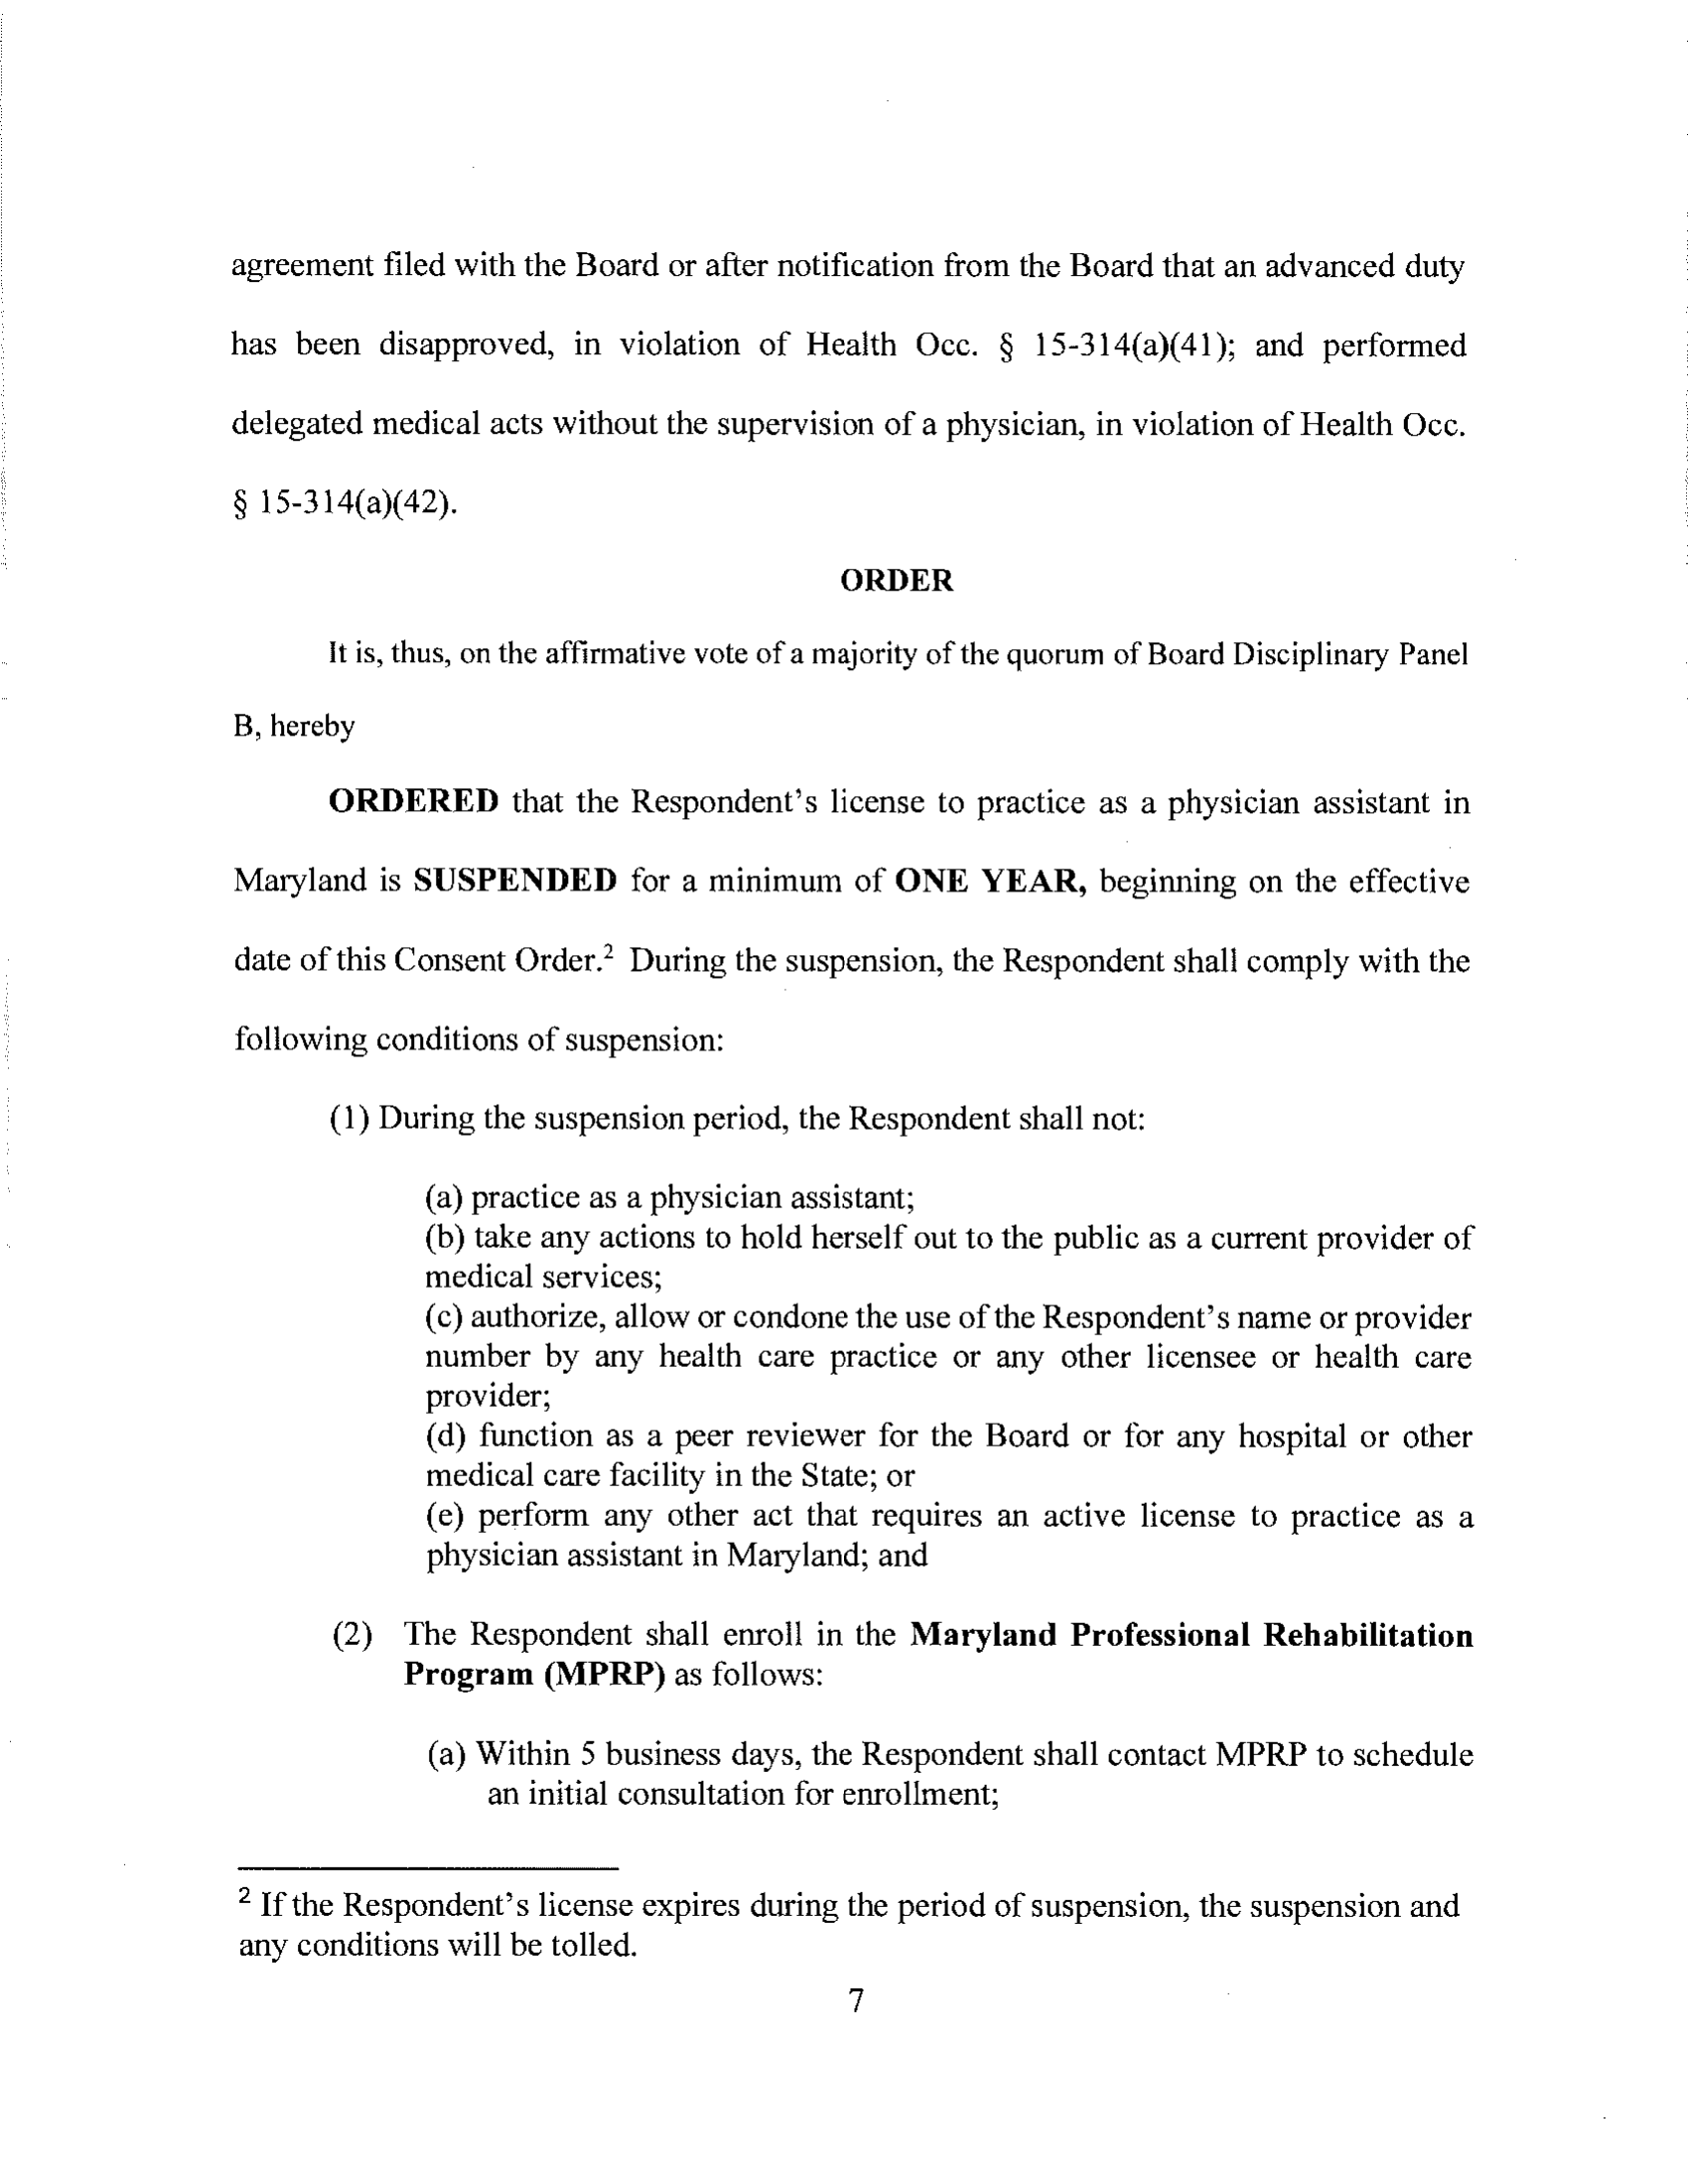 agreement filed with the Board or after notification from the Board that an advanced duty
has been disapproved, in violation of Health Occ. § 15-314(a)(41); and performed
delegated medical acts without the supervision of a physician, in violation of Health Occ.
§ 15-314(a)(42).
ORDER
It is, thus, on the affirmative vote of a majority of the quorum of Board Disciplinary Panel
B, hereby
ORDERED that the Respondent's license to practice as a physician assistant in
Maryland is SUSPENDED for a minimum of ONE YEAR, beginning on the effective
date of this Consent Order.² During the suspension, the Respondent shall comply with the
following conditions of suspension:
(1) During the suspension period, the Respondent shall not:
(a) practice as a physician assistant;
(b) take any actions to hold herself out to the public as a current provider of
medical services;
(c) authorize, allow or condone the use of the Respondent's name or provider
number by any health care practice or any other licensee or health care
provider;
(d) function as a peer reviewer for the Board or for any hospital or other
medical care facility in the State; or
(e) perform any other act that requires an active license to practice as a
physician assistant in Maryland; and
(2) The Respondent shall enroll in the Maryland Professional Rehabilitation
Program (MPRP) as follows:
(a) Within 5 business days, the Respondent shall contact MPRP to schedule
an initial consultation for enrollment;
² If the Respondent's license expires during the period of suspension, the suspension and
any conditions will be tolled.
7